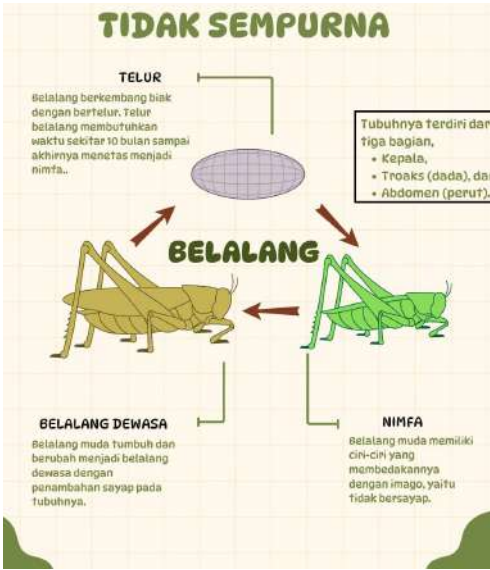 TIDAK SEMPURNA
TELUR
Belalang berkembang biak
dengan bertelur. Telur
belalang membutuhkan
waktu sekitar 10 bulan sampai
akhirnya menetas menjadi
nimfa..
Tubuhnya terdiri dar
tiga bagian,
• Kepala,
• Troaks (dada), da
• Abdomen (perut).
BELALANG
BELALANG DEWASA
Belalang muda tumbuh dan
berubah menjadi belalang
dewasa dengan
penambahan sayap pada
tubuhnya.
NIMFA
Belalang muda memiliki
ciri-ciri yang
membedakannya
dengan imago, yaitu
tidak bersayap.